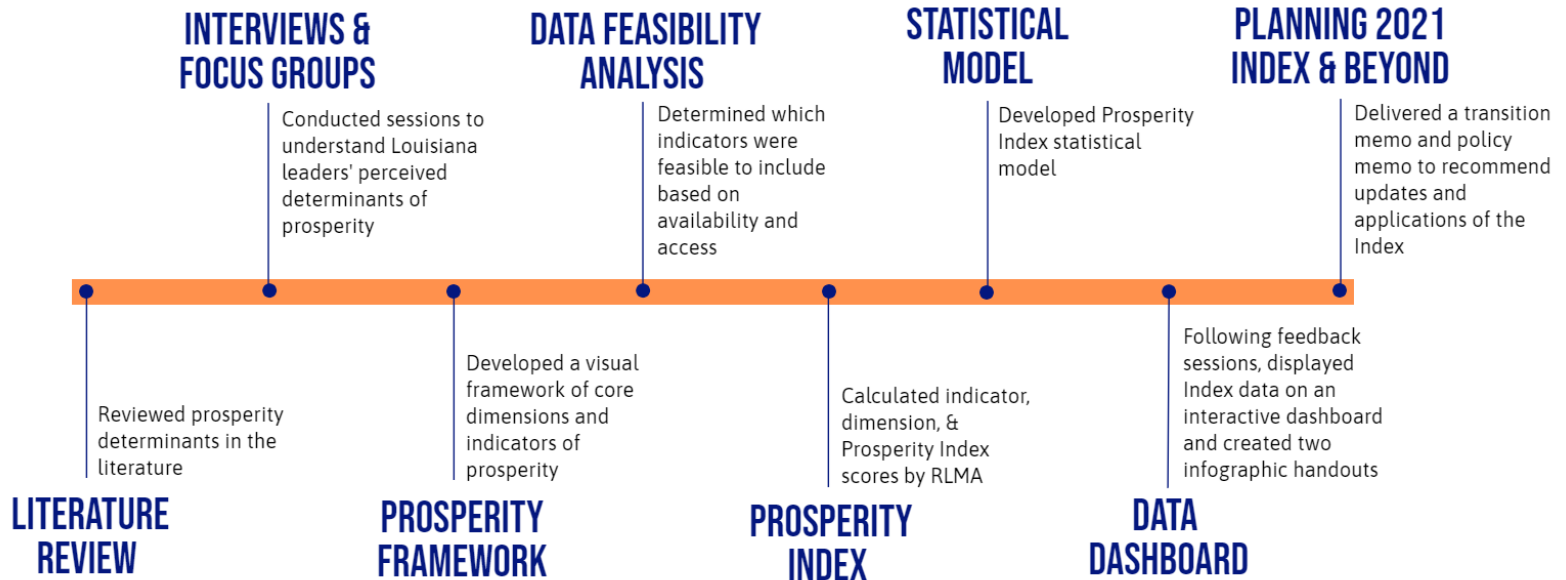 INTERVIEWS &
FOCUS GROUPS
Conducted sessions to
understand Louisiana
leaders' perceived
determinants of
prosperity
DATA FEASIBILITY
ANALYSIS
Determined which
indicators were
feasible to include
based on
availability and
access
STATISTICAL
MODEL
Developed Prosperity
Index statistical
model
PLANNING 2021
INDEX & BEYOND
Delivered a transition
memo and policy
memo to recommend
updates and
applications of the
Index
Reviewed prosperity
determinants in the
literature
LITERATURE
REVIEW
Developed a visual
framework of core
dimensions and
indicators of
prosperity
PROSPERITY
FRAMEWORK
Calculated indicator,
dimension, &
Prosperity Index
scores by RLMA
PROSPERITY
INDEX
Following feedback
sessions, displayed
Index data on an
interactive dashboard
and created two
infographic handouts
DATA
DASHBOARD